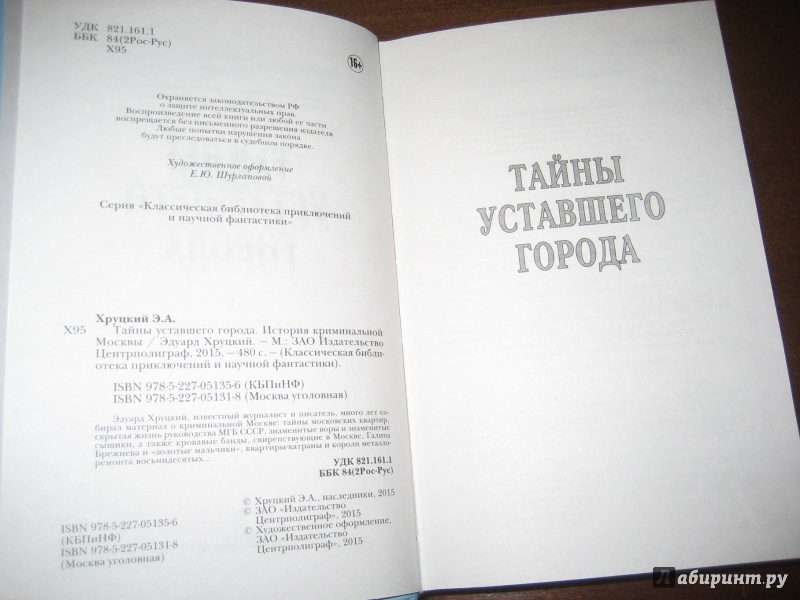 УДК 821.161.1
ББК 84(2Рос-Рус)
Х95
16+
Охраняется законодательством РФ
о защите интеллектуальных прав.
Воспроизведение всей книги или любой ее части
воспрещается без письменного разрешения издателя
Любые попытки нарушения закона
будут преследоваться в судебном порядке.
Художественное оформление
Е.Ю. Шурлаповой
Серия «Классическая библиотека приключений
и научной фантастики»
Хруцкий Э.А.
Х95 Тайны уставшего города. История криминальной
Москвы / Эдуард Хруцкий. — М.: ЗАО Издательство
Центрполиграф, 2015. — 480 с. — (Классическая библи-
отека приключений и научной фантастики).
ISBN 978-5-227-05135-6 (КБПиНФ)
ISBN 978-5-227-05131-8 (Москва уголовная)
Эдуард Хруцкий, известный журналист и писатель, много лет со-
бирал материал о криминальной Москве: тайны московских квартир,
скрытая жизнь руководства МГБ СССР, знаменитые воры и знаменитые
сыщики, а также кровавые банды, свирепствующие в Москве, Галина
Брежнева и «золотые мальчики», квартиры-катраны и короли металло-
ремонта восьмидесятых...
УДК 821.161.1
ББК 84(2Рос-Рус)
© Хруцкий Э.А., наследники, 2015
© ЗАО «Издательство
Центрполиграф», 2015
© Художественное оформление,
ЗАО «Издательство
Центрполиграф», 2015
ISBN 978-5-227-05135-6
(КБПиНФ)
ISBN 978-5-227-05131-8
(Москва уголовная)
ТАЙНЫ
УСТАВШЕГО
ГОРОДА
Лабиринт.ру